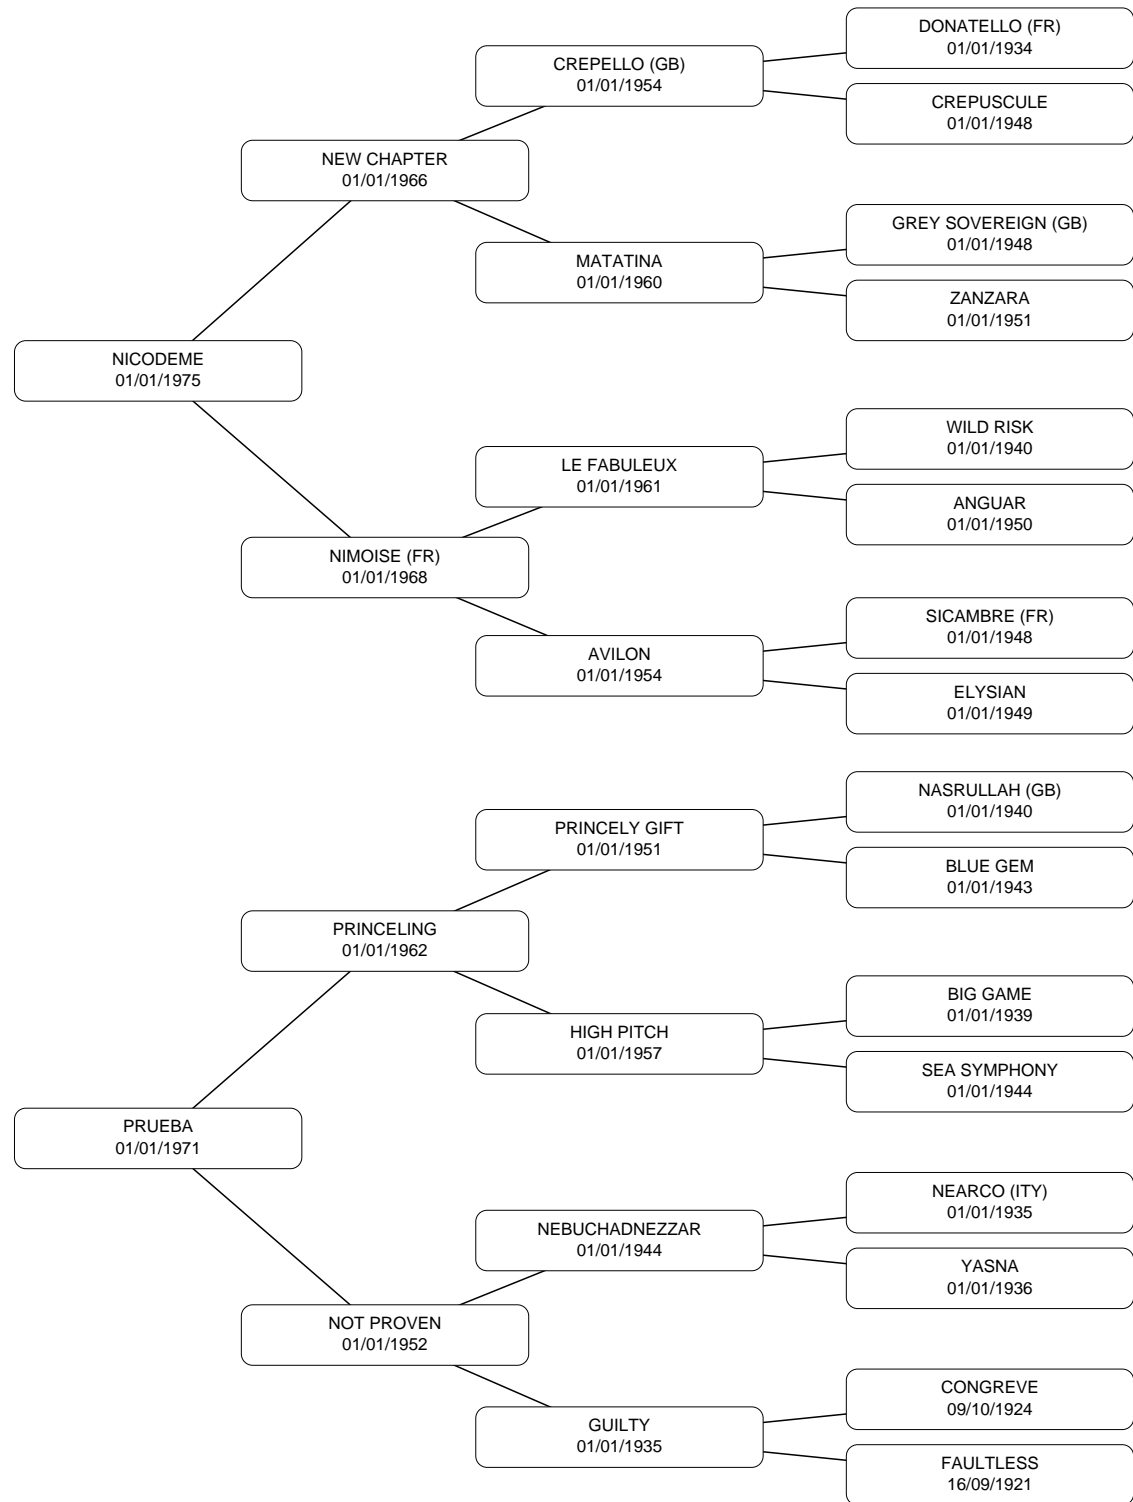 DONATELLO (FR)
01/01/1934
CREPELLO (GB)
01/01/1954
CREPUSCULE
01/01/1948
NEW CHAPTER
01/01/1966
GREY SOVEREIGN (GB)
01/01/1948
MATATINA
01/01/1960
ZANZARA
01/01/1951
NICODEME
01/01/1975
WILD RISK
01/01/1940
LE FABULEUX
01/01/1961
ANGUAR
01/01/1950
NIMOISE (FR)
01/01/1968
SICAMBRE (FR)
01/01/1948
AVILON
01/01/1954
ELYSIAN
01/01/1949
NASRULLAH (GB)
01/01/1940
PRINCELY GIFT
01/01/1951
BLUE GEM
01/01/1943
PRINCELING
01/01/1962
BIG GAME
01/01/1939
HIGH PITCH
01/01/1957
SEA SYMPHONY
01/01/1944
PRUEBA
01/01/1971
NEARCO (ITY)
01/01/1935
NEBUCHADNEZZAR
01/01/1944
YASNA
01/01/1936
NOT PROVEN
01/01/1952
CONGREVE
09/10/1924
GUILTY
01/01/1935
FAULTLESS
16/09/1921